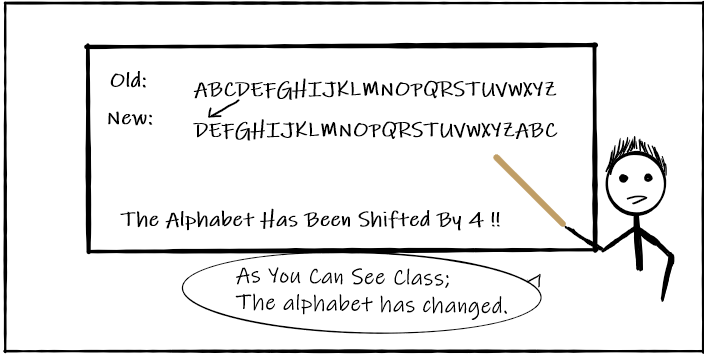 Old: ABCDEFGHIJKLMNOPQRSTUVWXYZ
New: DEFGHIJKLMNOPQRSTUVWXYZABC
The Alphabet Has Been Shifted By 4 !!
As You Can See Class;
The alphabet has changed.